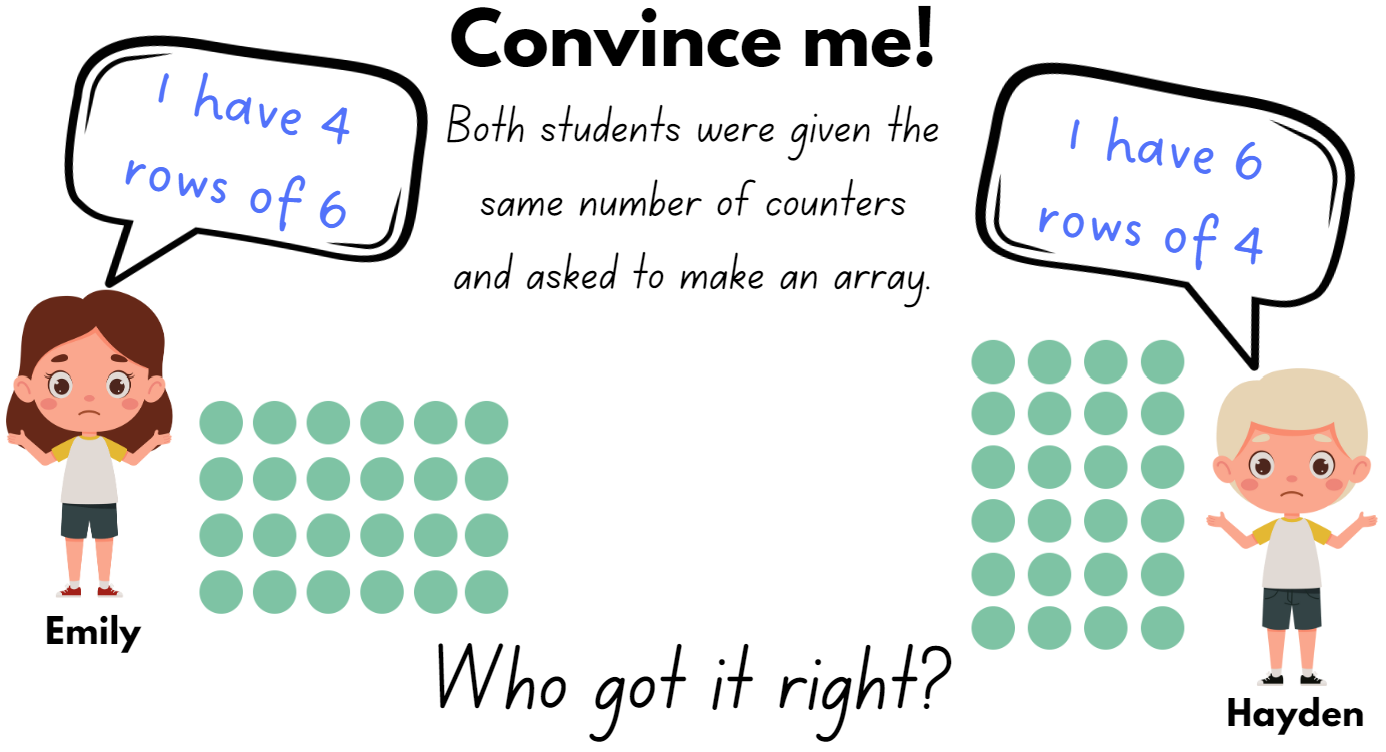 Convince me!
I have 4
rows of 6
Both students were given the
same number of counters
and asked to make an array.
I have 6
rows of 4
Emily
Who got it right?
Hayden